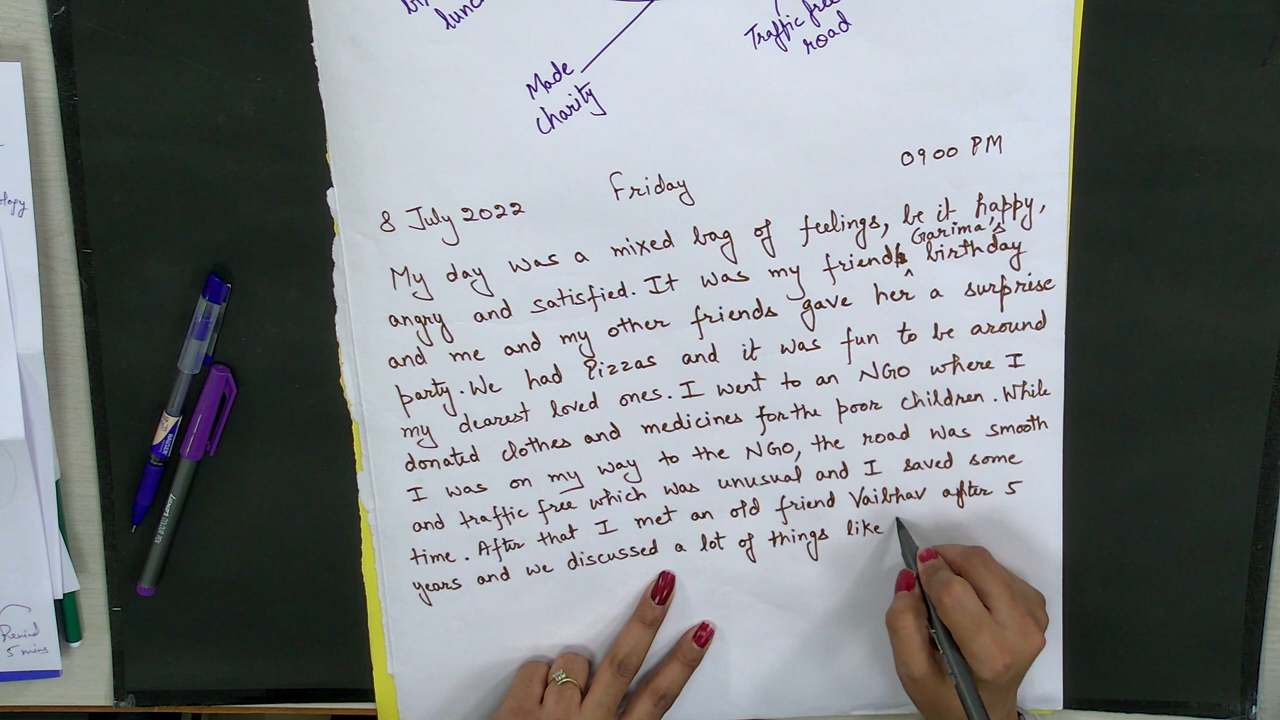 lunc
Traffic free
road
Made
charity
ology
09 00 PM
Friday
8 July 2022
My day was a mixed bag of feelings, be it happy,
angry and satisfied. It was my friend Garima's birthday
and me and my other friends gave her a surprise
party. We had Pizzas and it was fun to be around
my dearest loved ones. I went to an NGO where I
donated clothes and medicines for the poor children. While
I was on my way to the NGO, the road was smooth
and traffic free which was unusual and I saved some
time. After that I met an old friend Vaibhav after 5
years and we discussed a lot of things like
5 mins